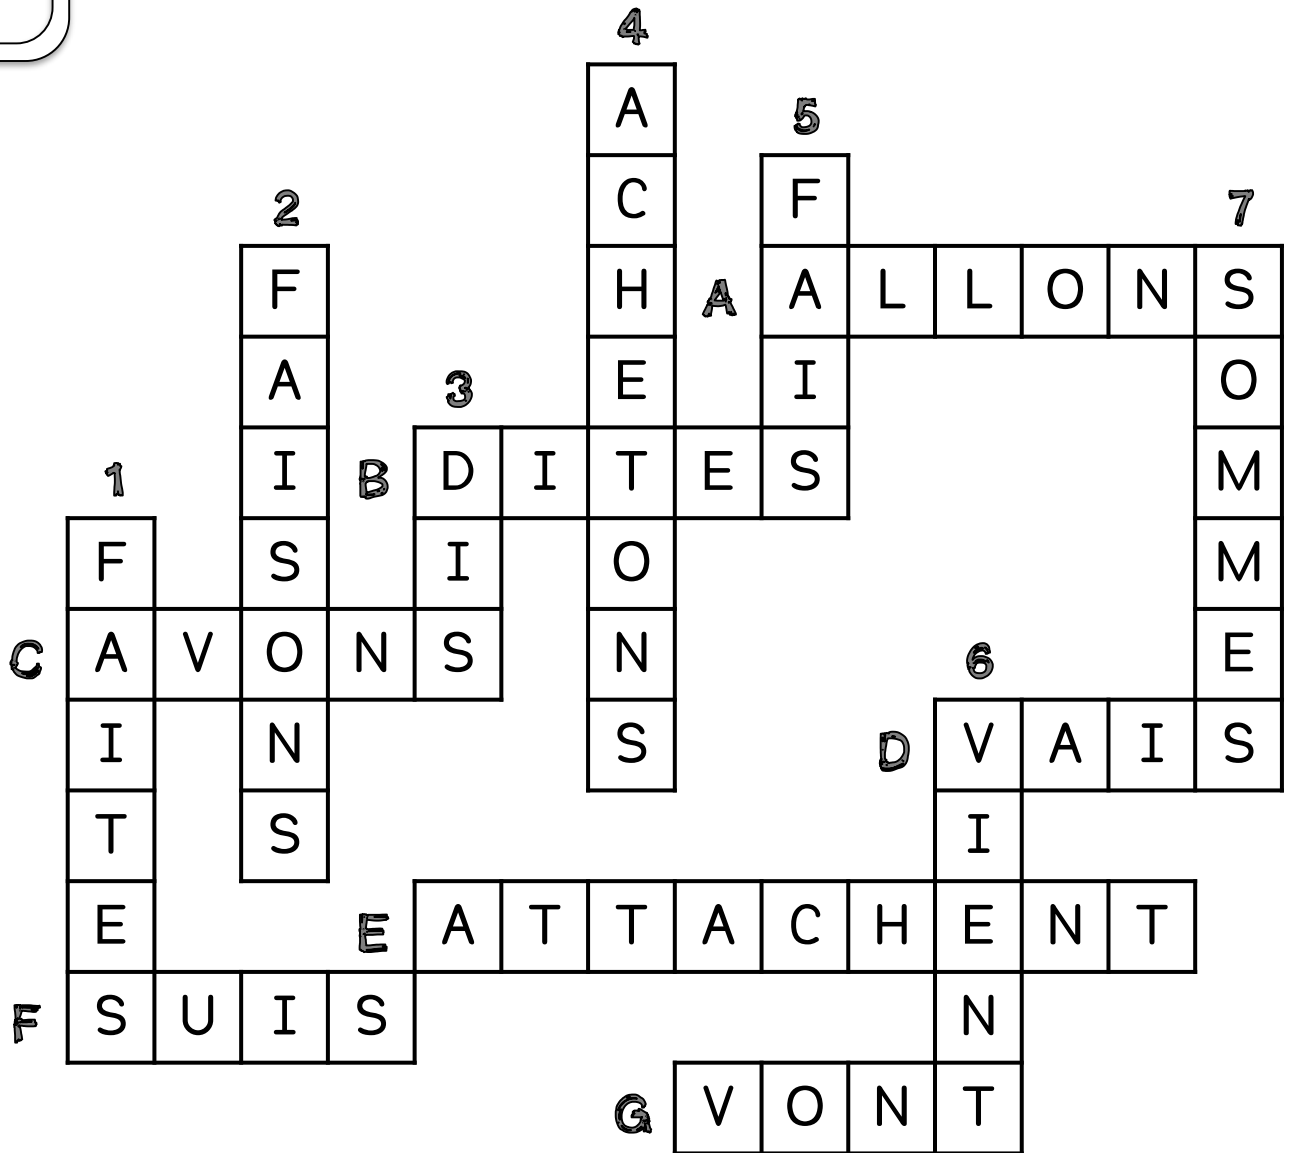 4
A
5
C F
2 7
F H A A L L O N S
A 3 E I O
1 I B D I T E S M
F S I O M
C A V O N S N 6 E
I N S D V A I S
T S I
E E A T T A C H E N T
F S U I S N
G V O N T